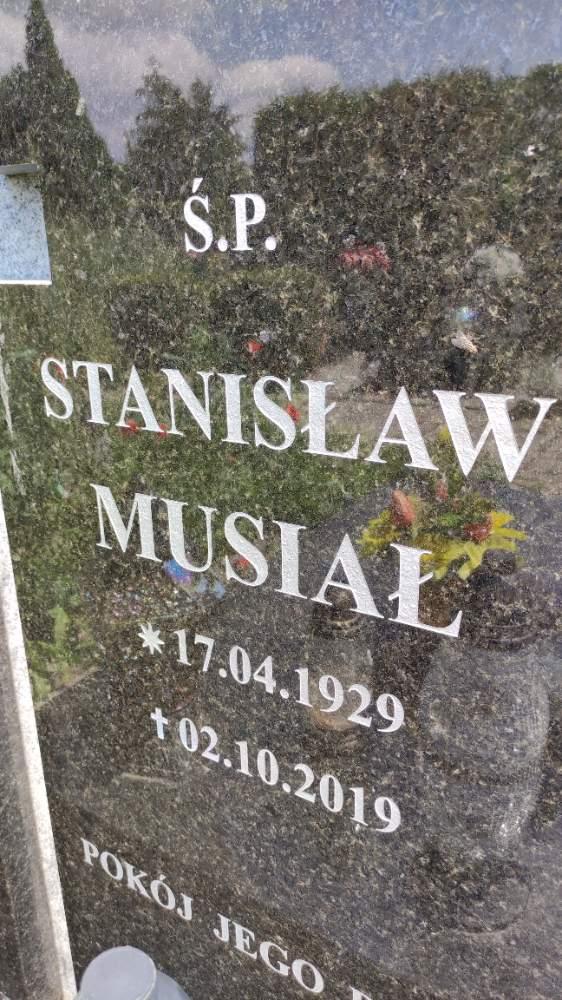 Ś.P.
STANISŁAW
MUSIAŁ
* 17.04.1929
† 02.10.2019
POKÓJ JEGO